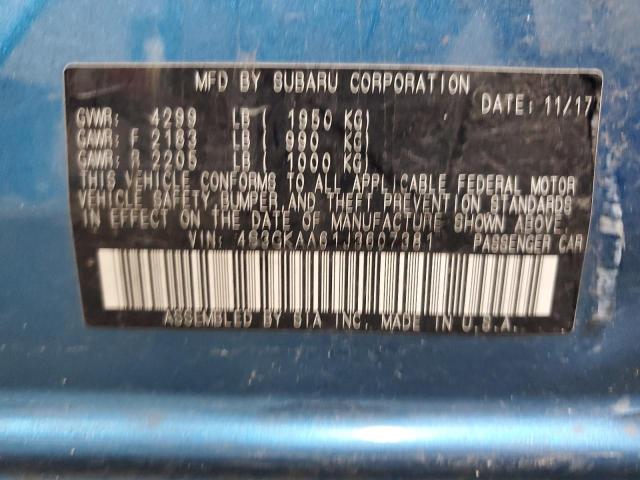 MFD BY SUBARU CORPORATION
DATE: 11/17
GVWR: 4299 LB ( 1950 KG)
GAWR: F 2183 LB ( 990 KG)
GAWR: R 2205 LB ( 1000 KG)
THIS VEHICLE CONFORMS TO ALL APPLICABLE FEDERAL MOTOR
VEHICLE SAFETY, BUMPER, AND THEFT PREVENTION STANDARDS
IN EFFECT ON THE DATE OF MANUFACTURE SHOWN ABOVE.
VIN: 4S3GKAA61J3607381 PASSENGER CAR
ASSEMBLED BY SIA INC. MADE IN U.S.A.